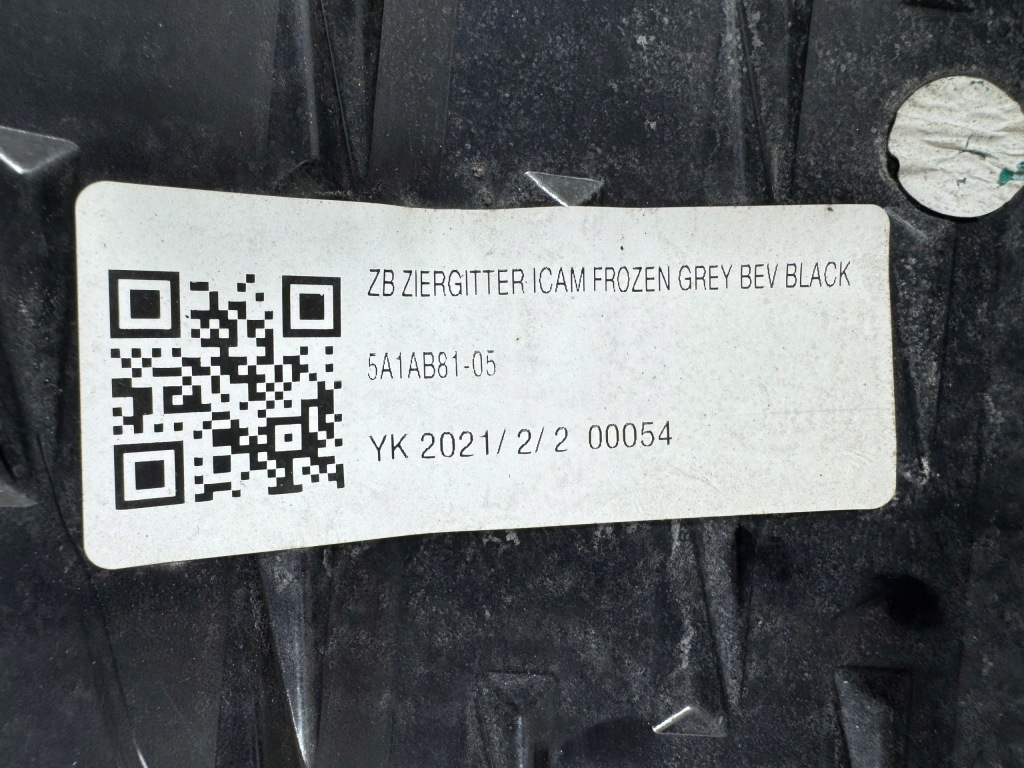 ZB ZIERGITTER ICAM FROZEN GREY BEV BLACK
5A1AB81-05
YK 2021/ 2/ 2 00054